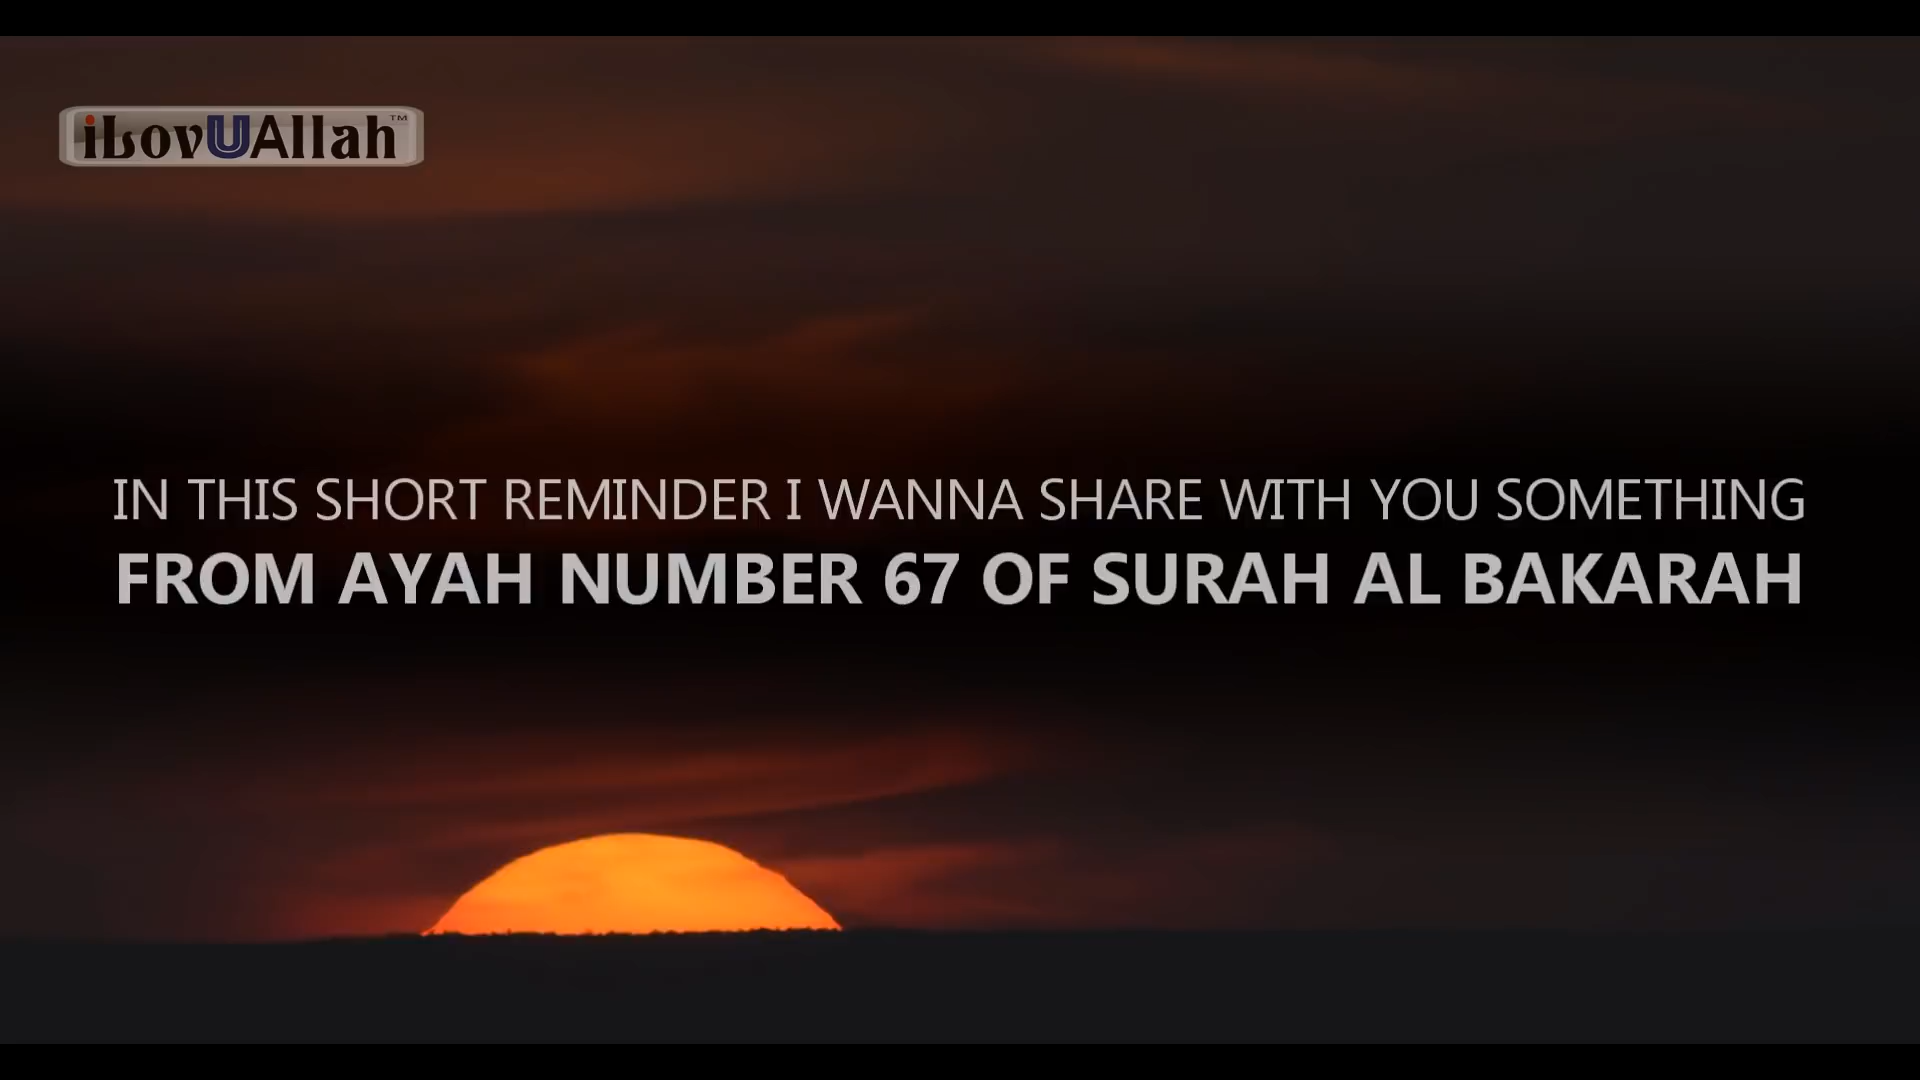 iLovUAllah™
IN THIS SHORT REMINDER I WANNA SHARE WITH YOU SOMETHING
FROM AYAH NUMBER 67 OF SURAH AL BAKARAH